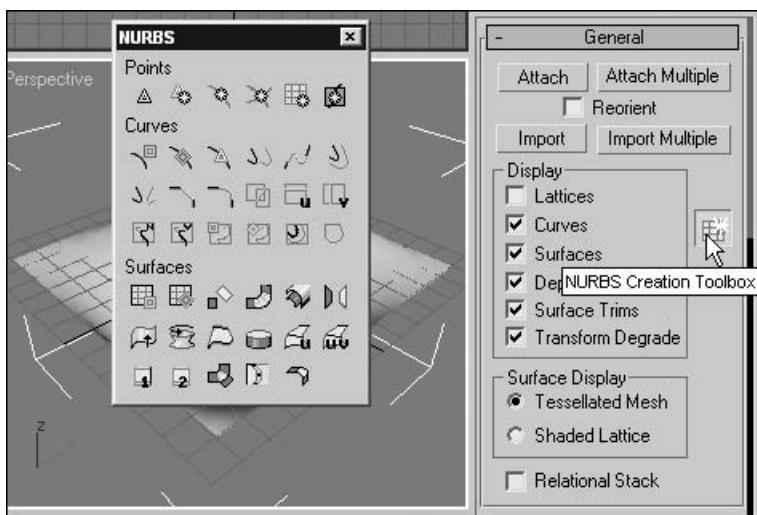 NURBS
Points
Curves
Surfaces
Perspective
z
General
Attach
Attach Multiple
Reorient
Import
Import Multiple
Display
Lattices
Curves
Surfaces
Dep
NURBS Creation Toolbox
Surface Trims
Transform Degrade
Surface Display
Tessellated Mesh
Shaded Lattice
Relational Stack